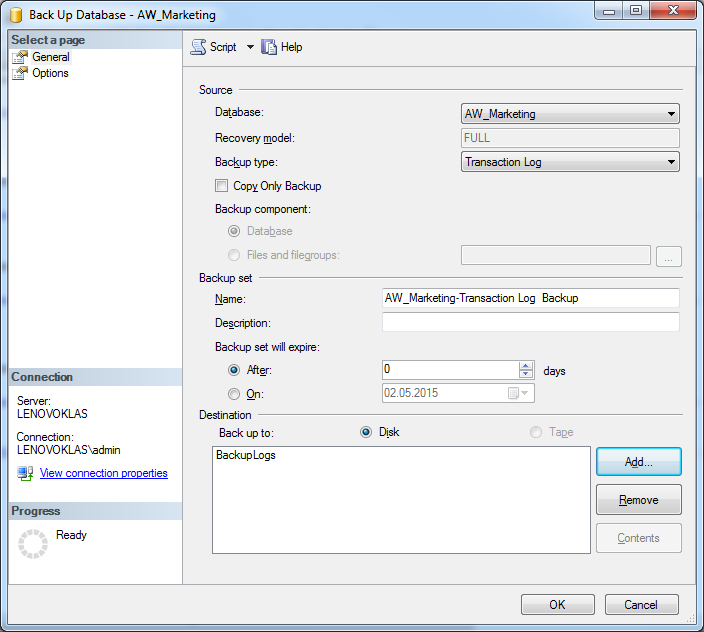 Back Up Database - AW_Marketing
Select a page
General
Options
Script
Help
Source
Database:
AW_Marketing
Recovery model:
FULL
Backup type:
Transaction Log
Copy Only Backup
Backup component:
Database
Files and filegroups:
...
Backup set
Name:
AW_Marketing-Transaction Log  Backup
Description:
Backup set will expire:
After:
0
days
On:
02.05.2015
Destination
Back up to:
Disk
Tape
BackupLogs
Add...
Remove
Contents
Connection
Server:
LENOVOKLAS
Connection:
LENOVOKLAS\admin
View connection properties
Progress
Ready
OK
Cancel